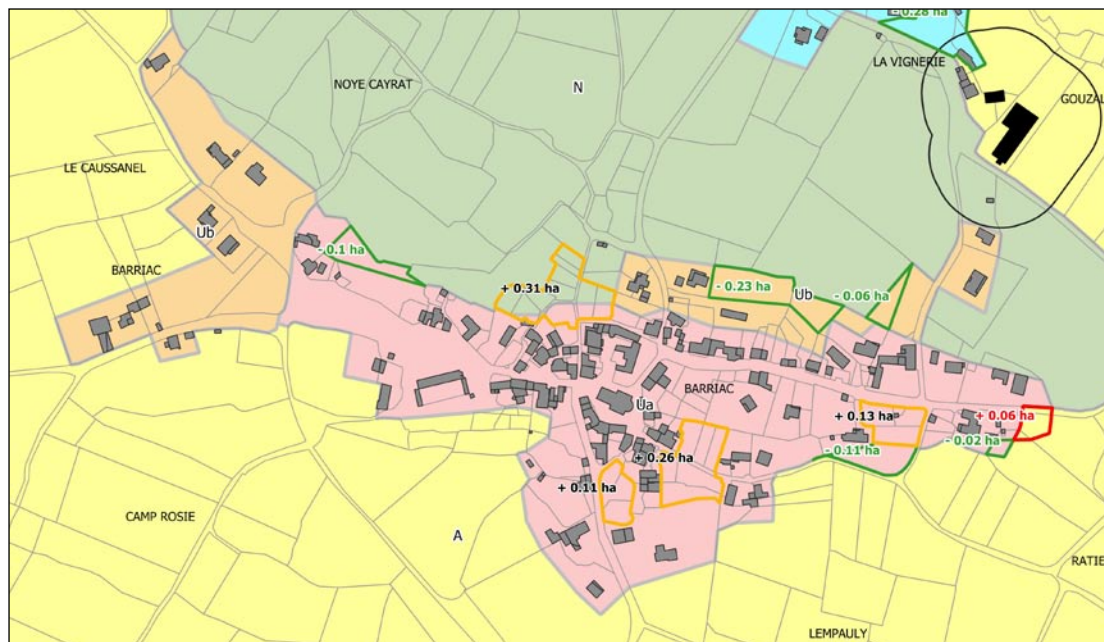 - 0.28 ha
LA VIGNERIE
NOYE CAYRAT
N
GOUZAL
LE CAUSSANEL
Ub
- 0.1 ha
BARRIAC
+ 0.31 ha
- 0.23 ha
Ub
- 0.06 ha
BARRIAC
Ua
+ 0.13 ha
+ 0.06 ha
- 0.02 ha
- 0.11 ha
+ 0.26 ha
+ 0.11 ha
CAMP ROSIE
A
RATIE
LEMPAULY